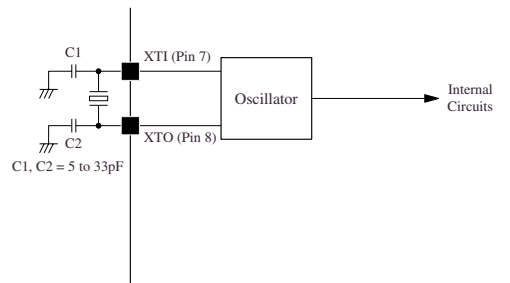 C1
XTI (Pin 7)
Oscillator
Internal
Circuits
XTO (Pin 8)
C2
C1, C2 = 5 to 33pF